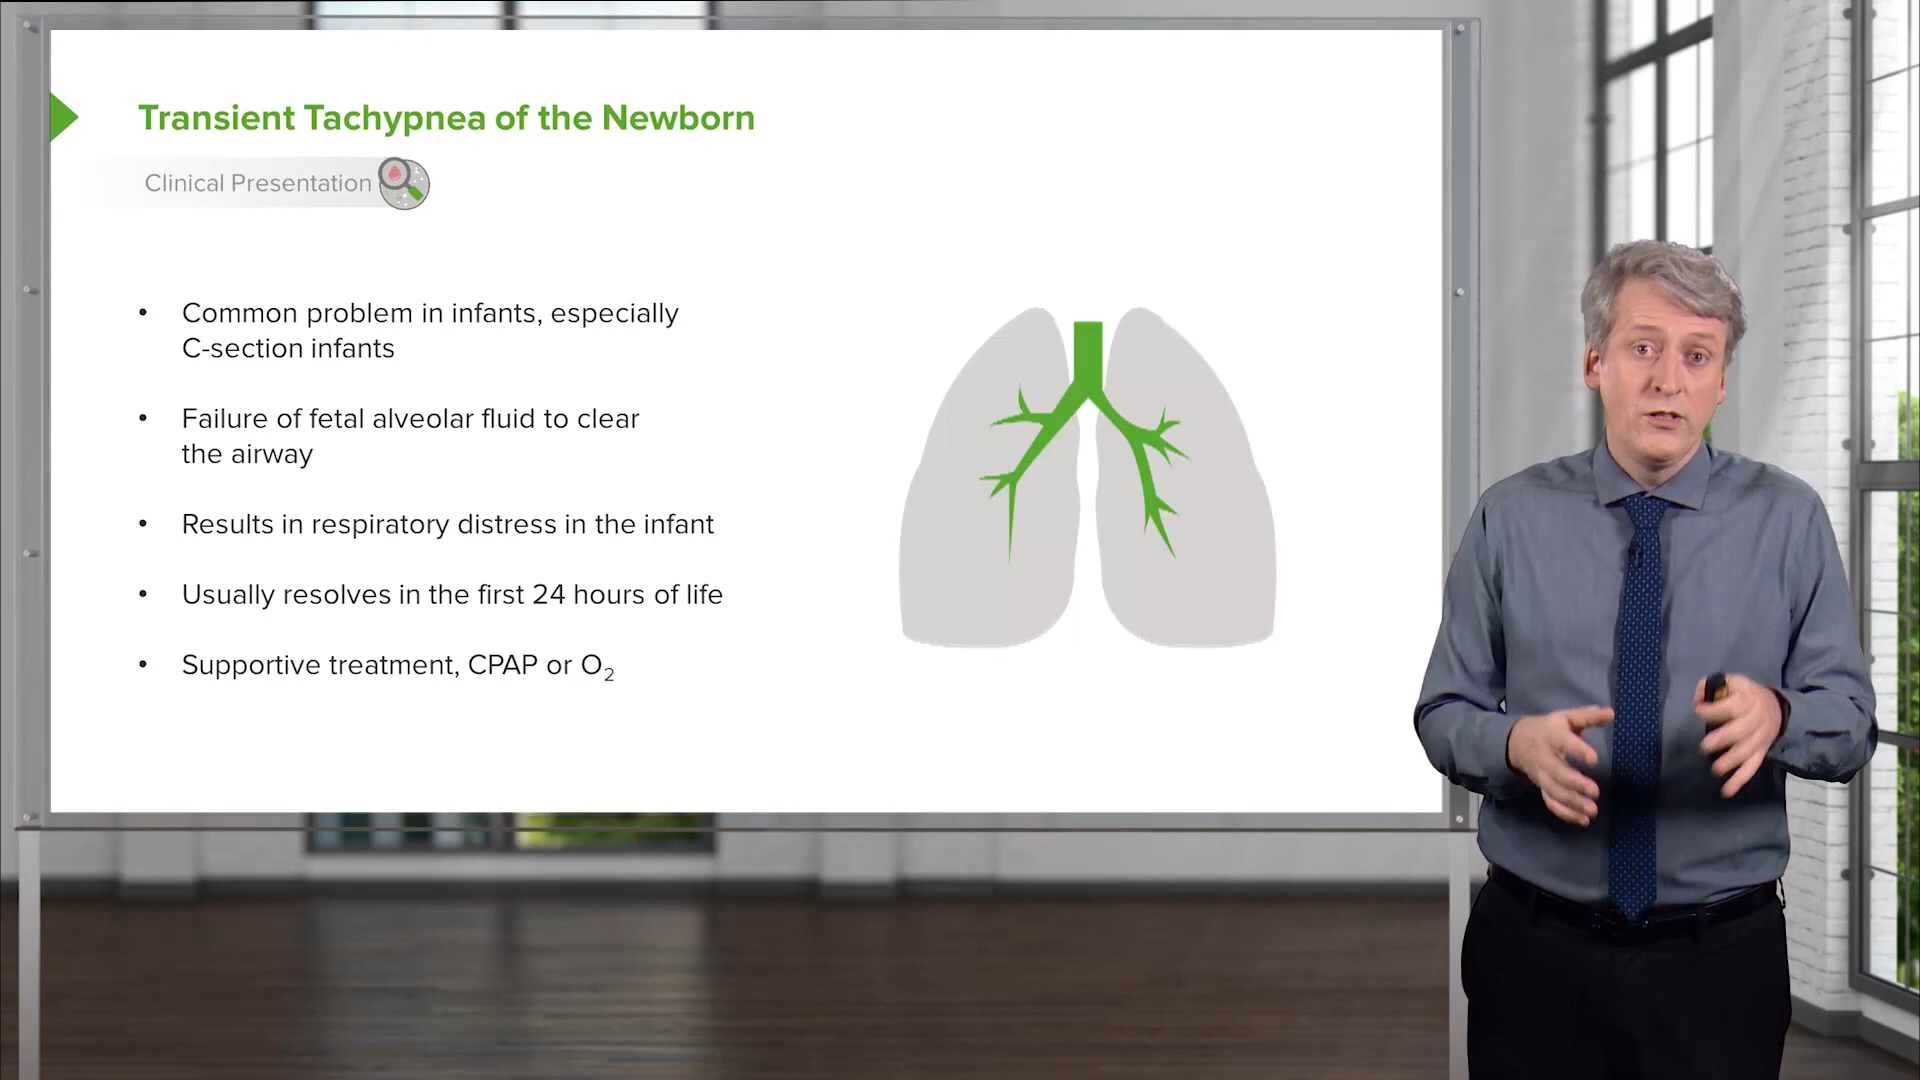 Transient Tachypnea of the Newborn
Clinical Presentation
• Common problem in infants, especially
C-section infants
• Failure of fetal alveolar fluid to clear
the airway
• Results in respiratory distress in the infant
• Usually resolves in the first 24 hours of life
• Supportive treatment, CPAP or O₂